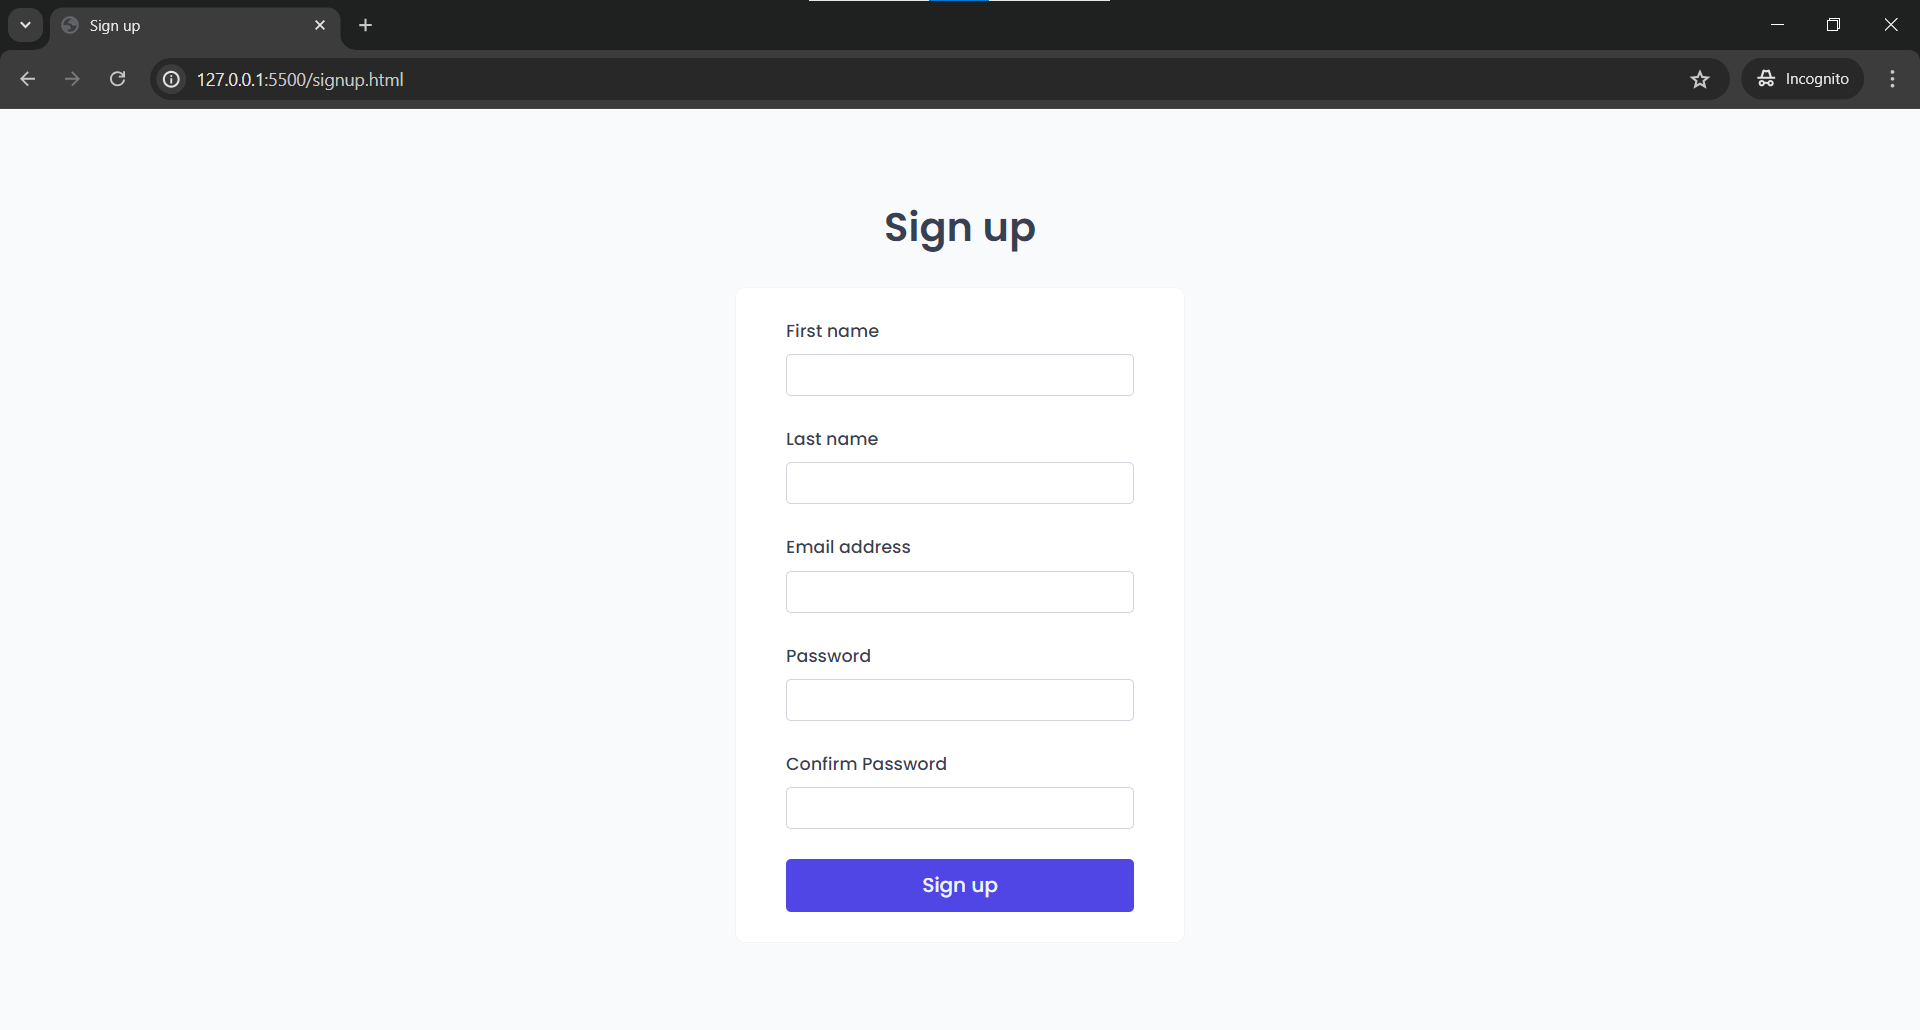 Sign up
127.0.0.1:5500/signup.html
Incognito
Sign up
First name
Last name
Email address
Password
Confirm Password
Sign up